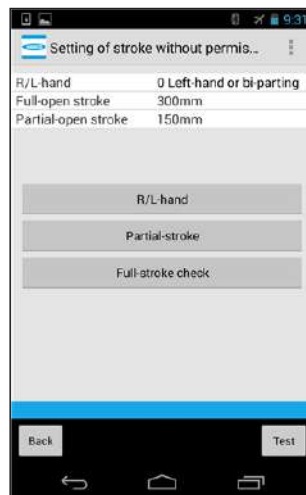 9:31
Setting of stroke without permis...
R/L-hand 0 Left-hand or bi-parting
Full-open stroke 300mm
Partial-open stroke 150mm
R/L-hand
Partial-stroke
Full-stroke check
Back Test